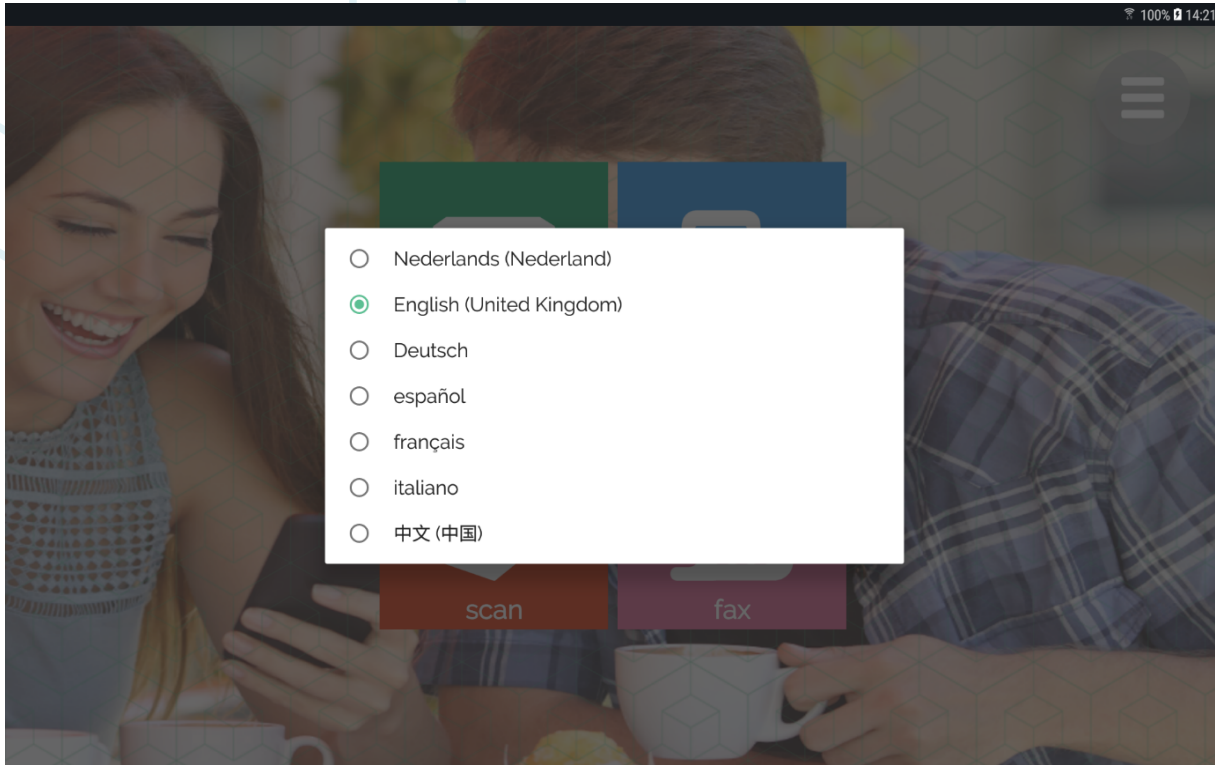 100% 14:21
Nederlands (Nederland)
English (United Kingdom)
Deutsch
español
français
italiano
中文 (中国)
scan
fax